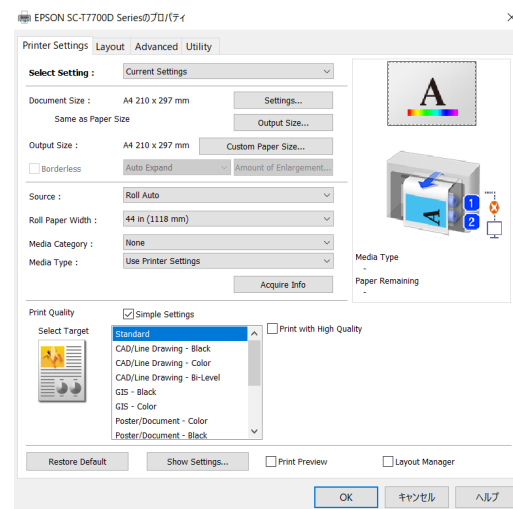 EPSON SC-T7700D Seriesのプロパティ
Printer Settings Layout Advanced Utility
Select Setting : Current Settings
Document Size : A4 210 x 297 mm Settings...
Same as Paper Size Output Size...
Output Size : A4 210 x 297 mm Custom Paper Size...
Borderless Auto Expand Amount of Enlargement...
Source : Roll Auto
Roll Paper Width : 44 in (1118 mm)
Media Category : None
Media Type : Use Printer Settings
Acquire Info
A
A
1
2
Media Type
-
Paper Remaining
-
Print Quality Simple Settings
Select Target
Standard Print with High Quality
CAD/Line Drawing - Black
CAD/Line Drawing - Color
CAD/Line Drawing - Bi-Level
GIS - Black
GIS - Color
Poster/Document - Color
Poster/Document - Black
Restore Default Show Settings... Print Preview Layout Manager
OK キャンセル ヘルプ